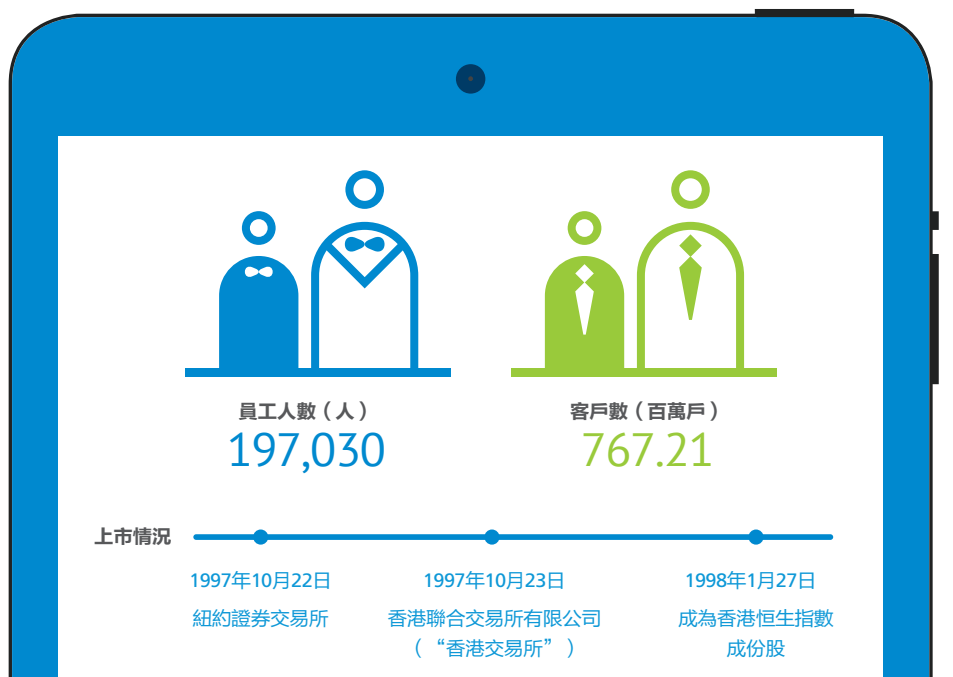 員工人數（人）
197,030
客戶數（百萬戶）
767.21
上市情況
1997年10月22日
紐約證券交易所
1997年10月23日
香港聯合交易所有限公司
（“香港交易所”）
1998年1月27日
成為香港恒生指數
成份股